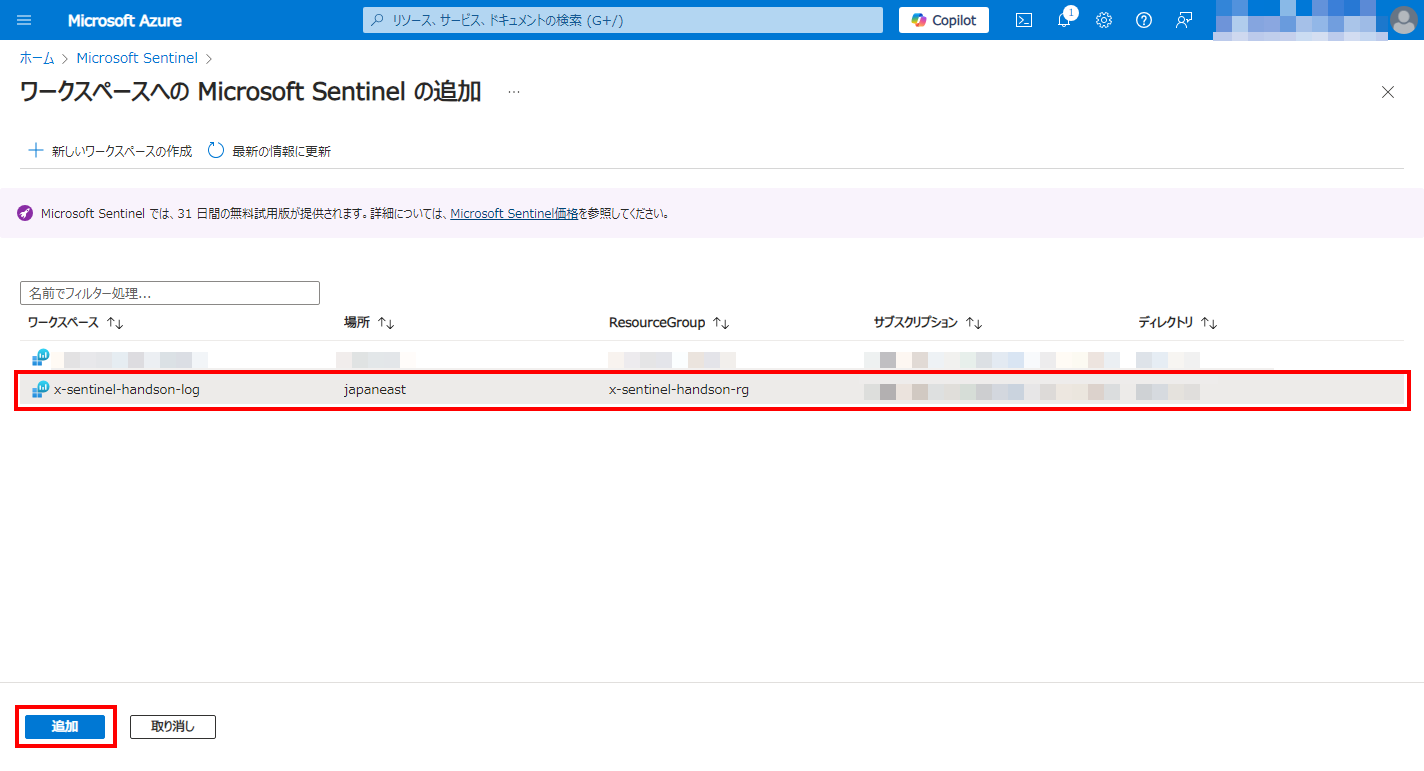 Microsoft Azure
リソース、サービス、ドキュメントの検索 (G+/)
Copilot
1
ホーム > Microsoft Sentinel >
ワークスペースへの Microsoft Sentinel の追加 …
新しいワークスペースの作成 最新の情報に更新
Microsoft Sentinel では、31 日間の無料試用版が提供されます。詳細については、Microsoft Sentinel価格を参照してください。
名前でフィルター処理...
ワークスペース ↑↓ 場所 ↑↓ ResourceGroup ↑↓ サブスクリプション ↑↓ ディレクトリ ↑↓
x-sentinel-handson-log japaneast x-sentinel-handson-rg
追加 取り消し